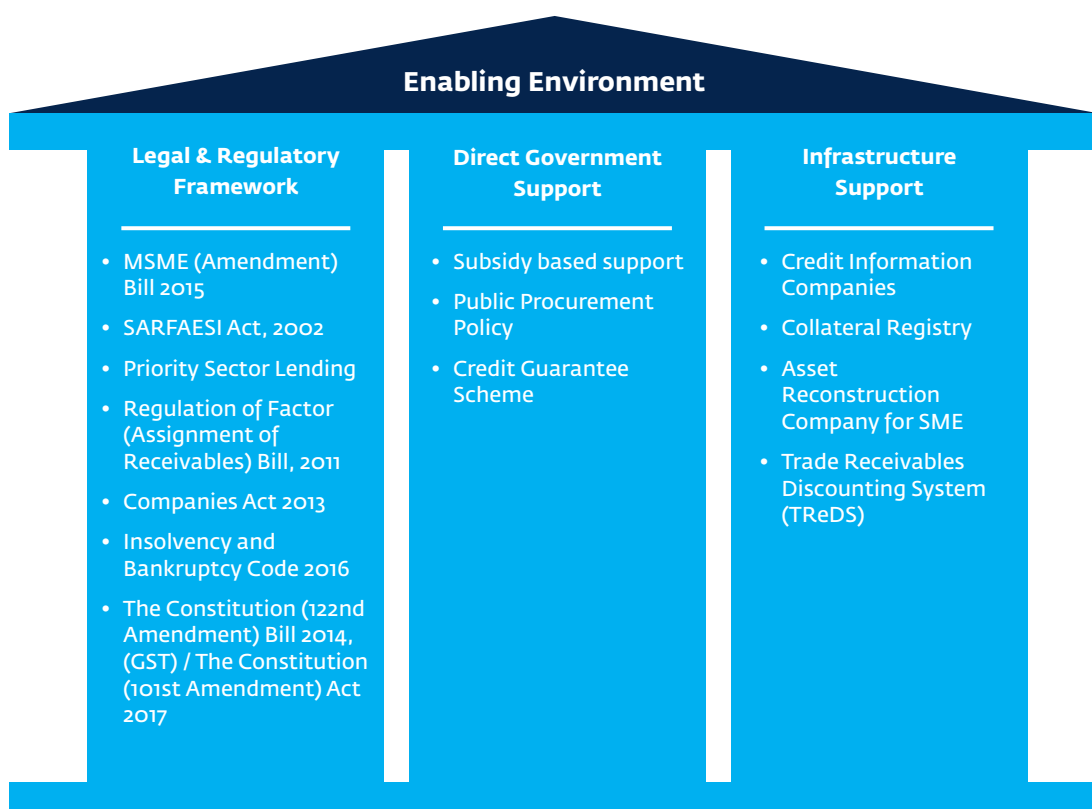 Enabling Environment
Legal & Regulatory
Framework
• MSME (Amendment)
Bill 2015
• SARFAESI Act, 2002
• Priority Sector Lending
• Regulation of Factor
(Assignment of
Receivables) Bill, 2011
• Companies Act 2013
• Insolvency and
Bankruptcy Code 2016
• The Constitution (122nd
Amendment) Bill 2014,
(GST) / The Constitution
(101st Amendment) Act
2017
Direct Government
Support
• Subsidy based support
• Public Procurement
Policy
• Credit Guarantee
Scheme
Infrastructure
Support
• Credit Information
Companies
• Collateral Registry
• Asset
Reconstruction
Company for SME
• Trade Receivables
Discounting System
(TReDS)